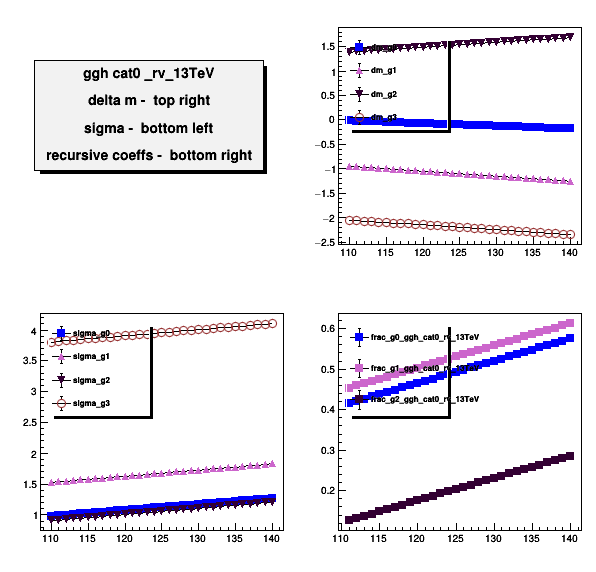 ggh cat0 _rv_13TeV
delta m - top right
sigma - bottom left
recursive coeffs - bottom right
1.5
1
0.5
0
−0.5
−1
−1.5
−2
−2.5
dm_g1
dm_g2
dm_g3
110 115 120 125 130 135 140
4
3.5
3
2.5
2
1.5
1
sigma_g0
sigma_g1
sigma_g2
sigma_g3
110 115 120 125 130 135 140
0.6
0.5
0.4
0.3
0.2
frac_g0_ggh_cat0_rv_13TeV
frac_g1_ggh_cat0_rv_13TeV
frac_g2_ggh_cat0_rv_13TeV
110 115 120 125 130 135 140